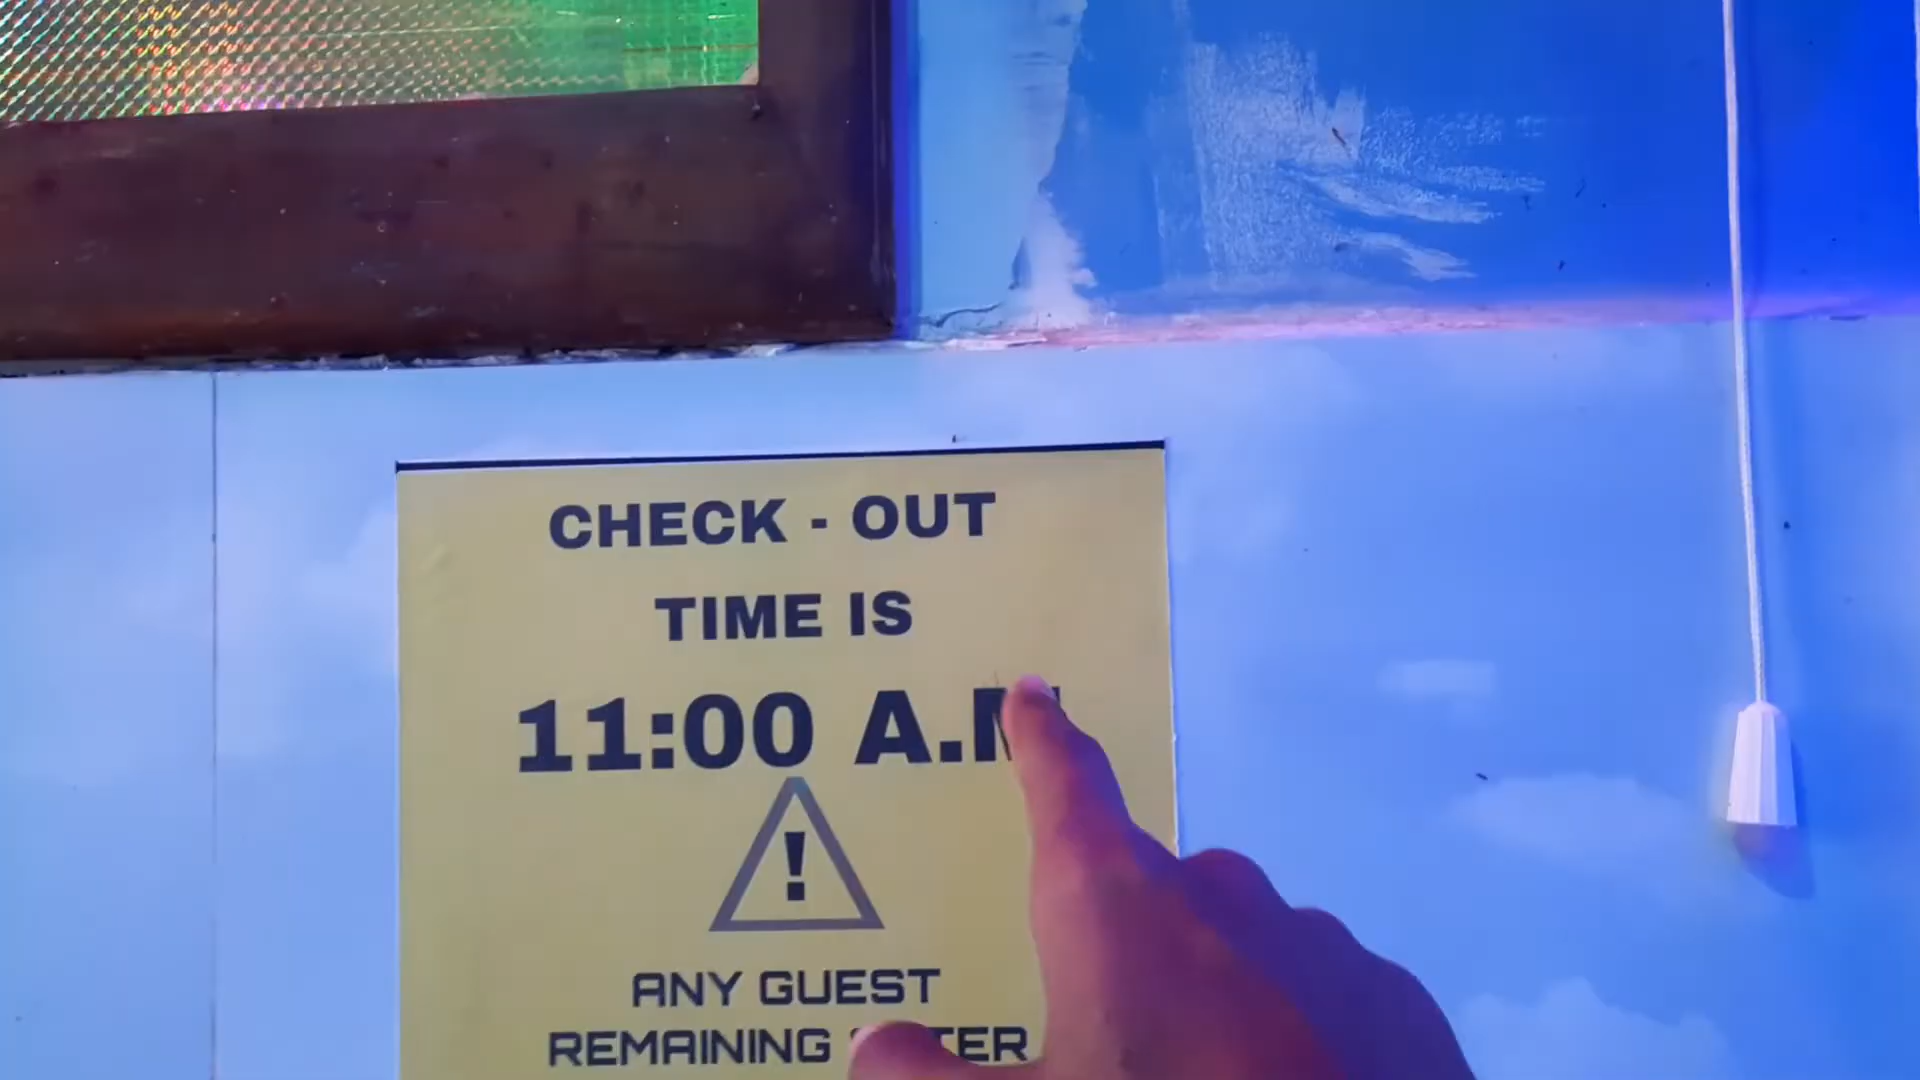 CHECK - OUT
TIME IS
11:00 A.M
!
ANY GUEST
REMAINING